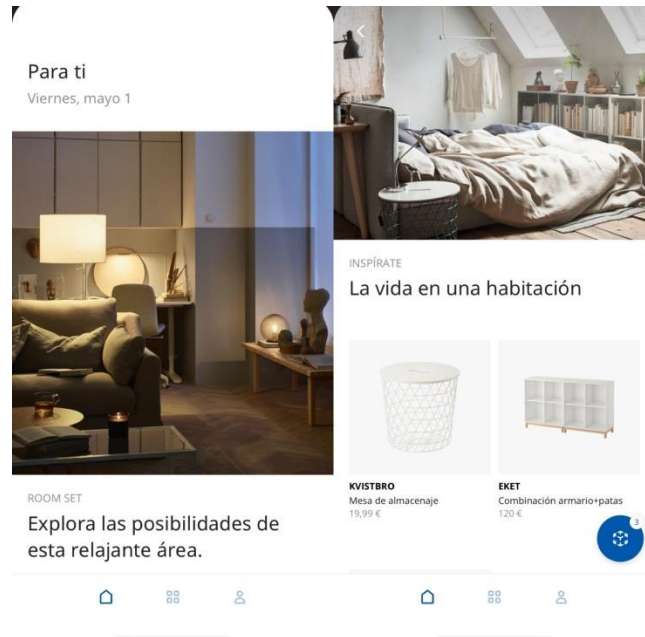 Para ti
Viernes, mayo 1
ROOM SET
Explora las posibilidades de
esta relajante área.
INSPÍRATE
La vida en una habitación
KVISTBRO
Mesa de almacenaje
19,99 €
EKET
Combinación armario+patas
120 €
3